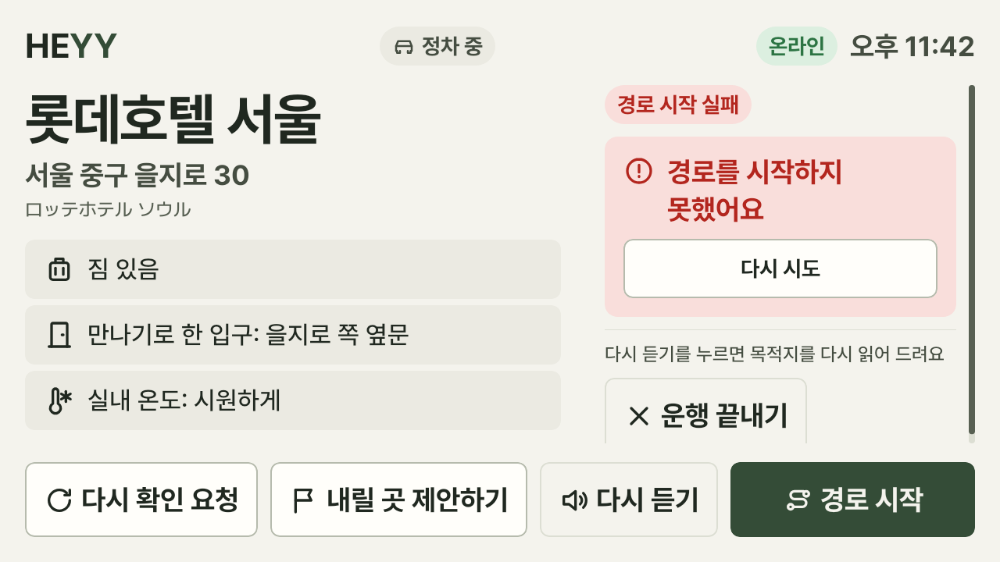 HEYY
정차 중
온라인
오후 11:42
롯데호텔 서울
서울 중구 을지로 30
ロッテホテル ソウル
짐 있음
만나기로 한 입구: 을지로 쪽 옆문
실내 온도: 시원하게
경로 시작 실패
경로를 시작하지
못했어요
다시 시도
다시 듣기를 누르면 목적지를 다시 읽어 드려요
운행 끝내기
다시 확인 요청
내릴 곳 제안하기
다시 듣기
경로 시작